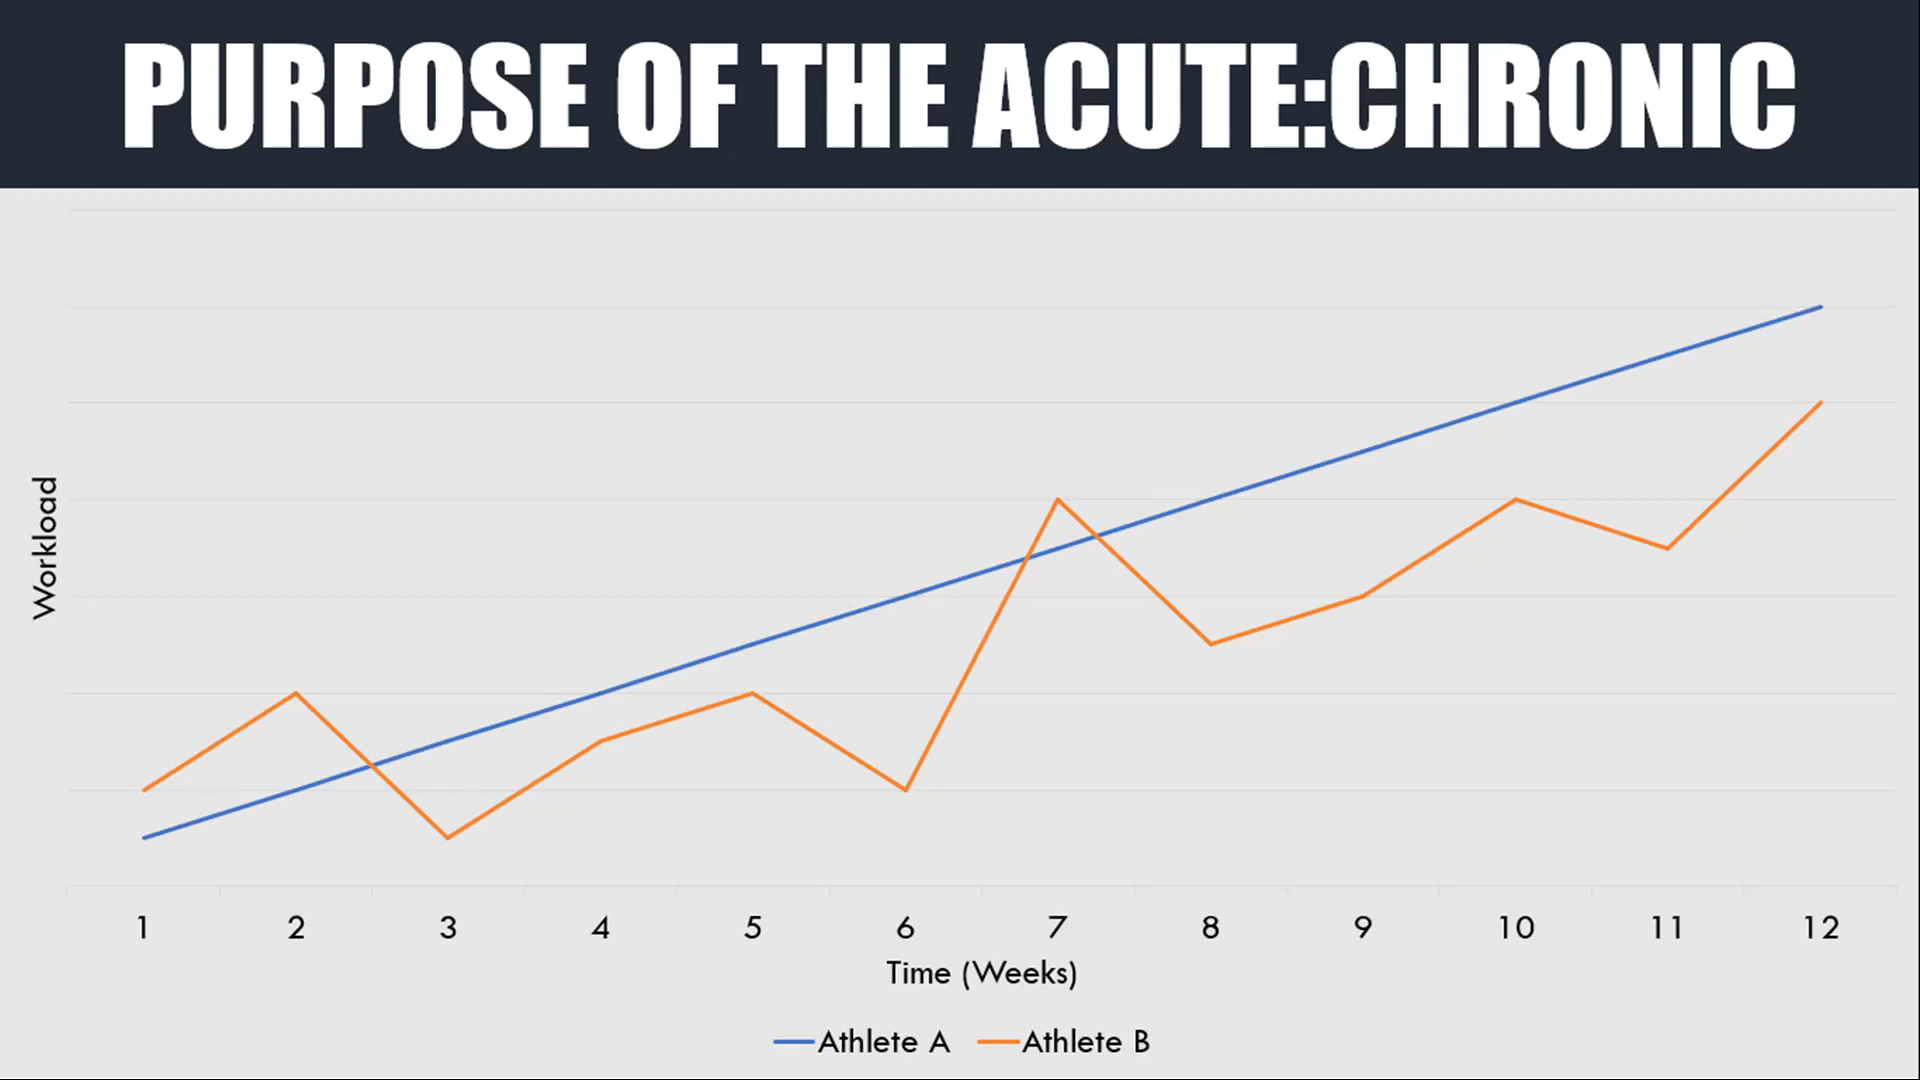 PURPOSE OF THE ACUTE:CHRONIC
Workload
1 2 3 4 5 6 7 8 9 10 11 12
Time (Weeks)
Athlete A Athlete B